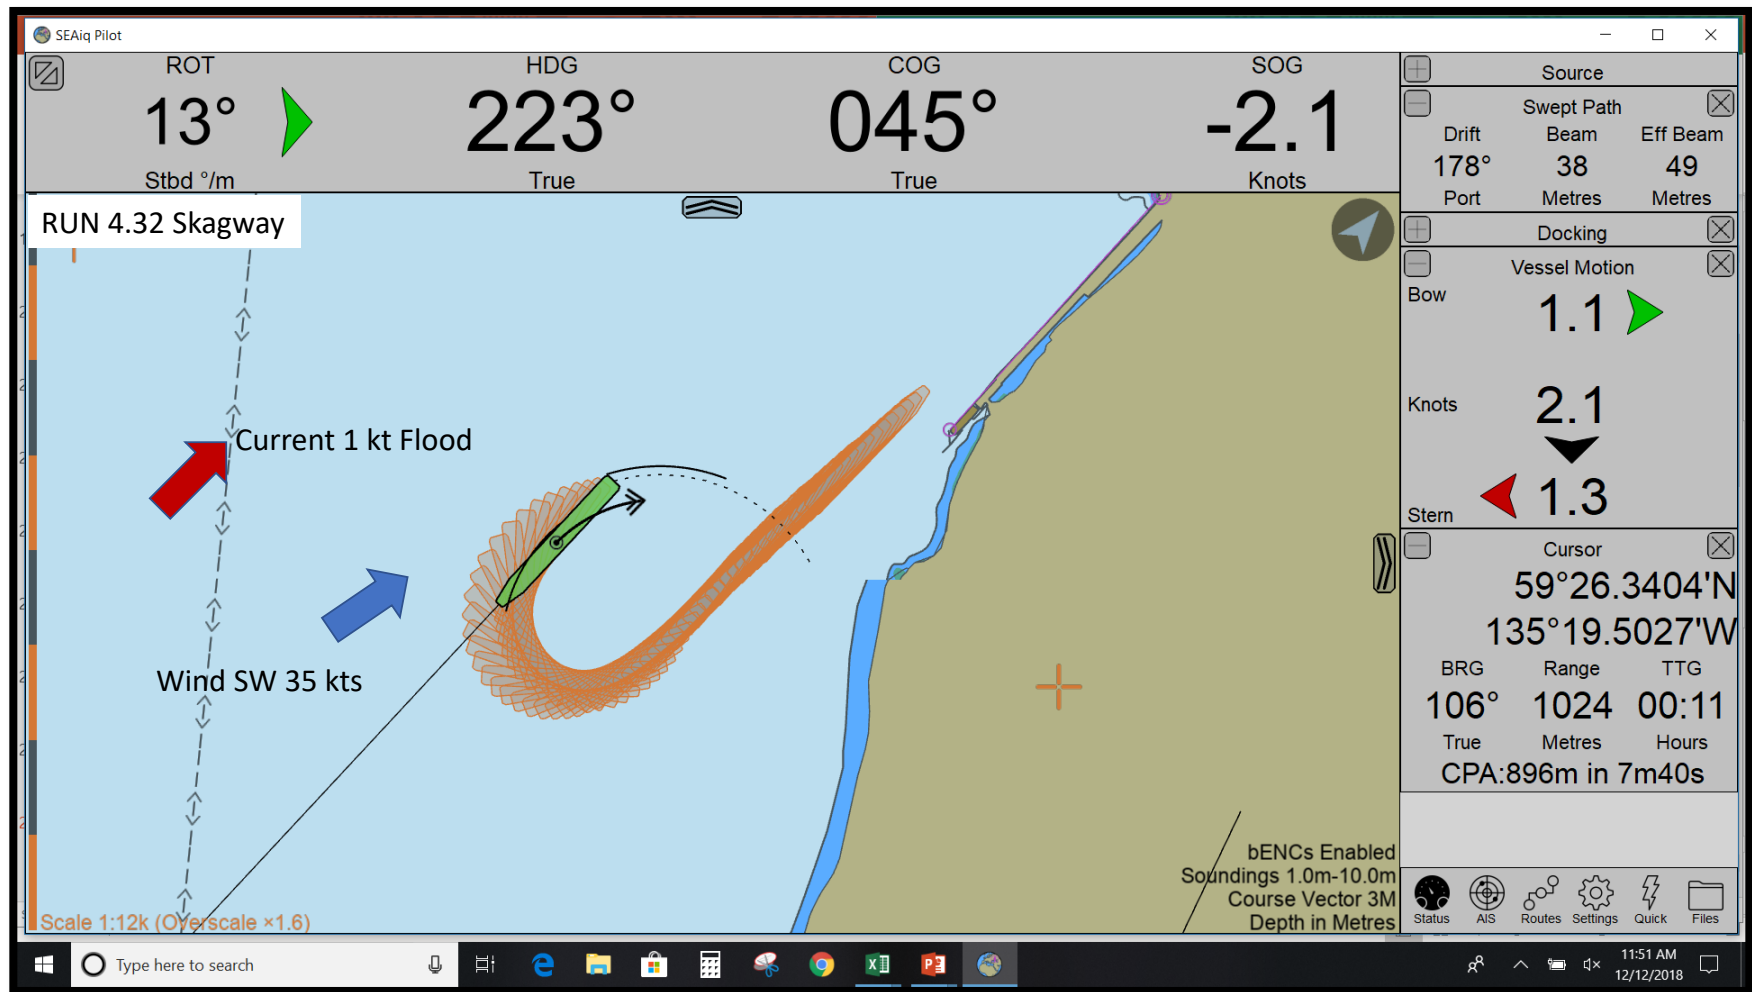 SEAiq Pilot
ROT HDG COG SOG
13° 223° 045° -2.1
Stbd °/m True True Knots
RUN 4.32 Skagway
Current 1 kt Flood
Wind SW 35 kts
Scale 1:12k (Overscale ×1.6)
bENCs Enabled
Soundings 1.0m-10.0m
Course Vector 3M
Depth in Metres
Source
Swept Path
Drift Beam Eff Beam
178° 38 49
Port Metres Metres
Docking
Vessel Motion
Bow
1.1
Knots 2.1
Stern 1.3
Cursor
59°26.3404'N
135°19.5027'W
BRG Range TTG
106° 1024 00:11
True Metres Hours
CPA:896m in 7m40s
Status AIS Routes Settings Quick Files
Type here to search
11:51 AM
12/12/2018